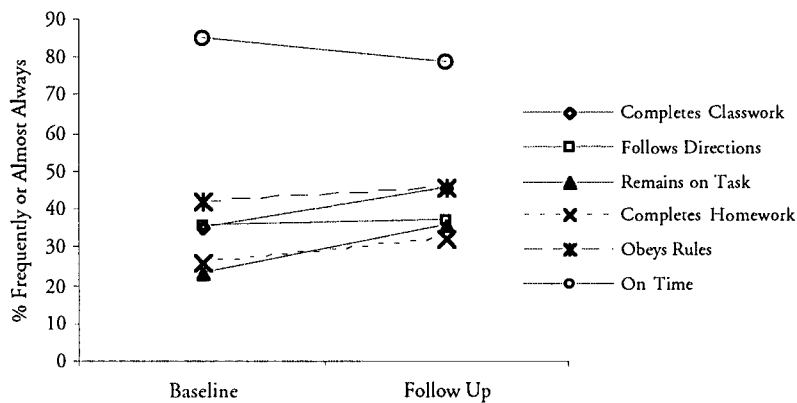 % Frequently or Almost Always
90
80
70
60
50
40
30
20
10
0
Baseline
Follow Up
Completes Classwork
Follows Directions
Remains on Task
Completes Homework
Obeys Rules
On Time